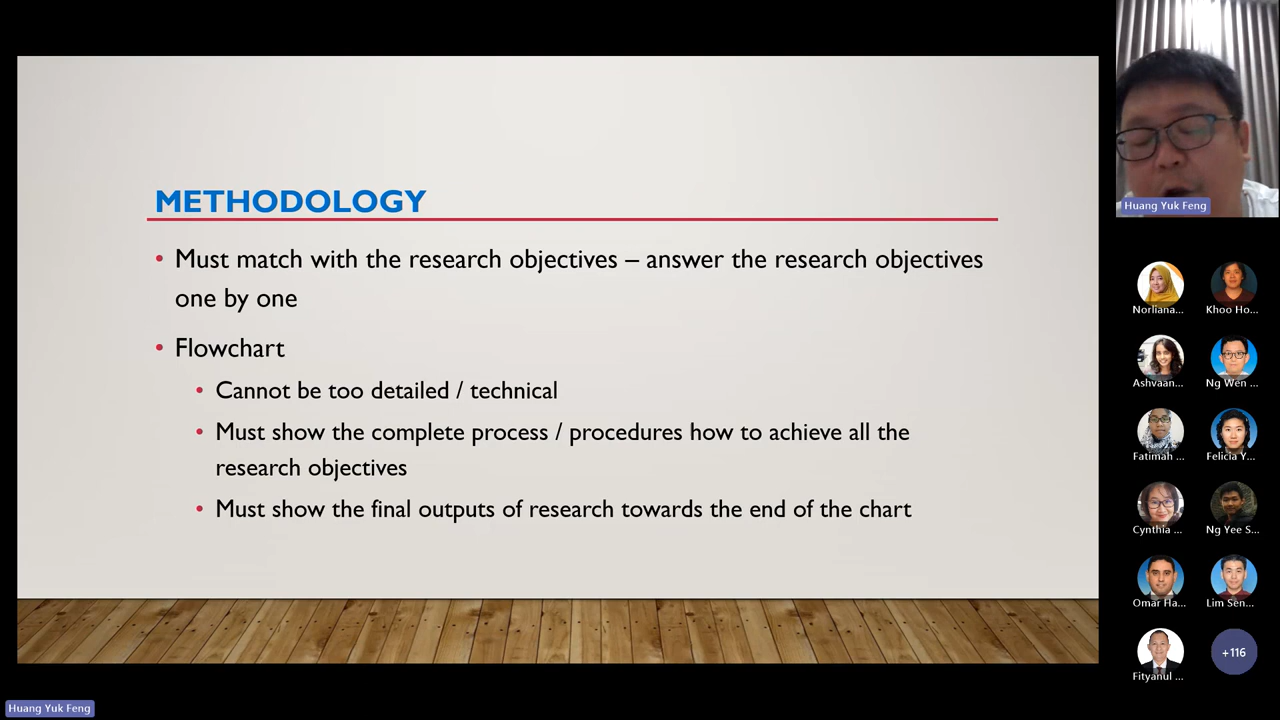 METHODOLOGY
• Must match with the research objectives – answer the research objectives
one by one
• Flowchart
• Cannot be too detailed / technical
• Must show the complete process / procedures how to achieve all the
research objectives
• Must show the final outputs of research towards the end of the chart
Huang Yuk Feng
Norliana...
Khoo Ho...
Ashvaan...
Ng Wen ...
Fatimah ...
Felicia Y...
Cynthia ...
Ng Yee S...
Omar Ha...
Lim Sen...
Fityanul ...
+116
Huang Yuk Feng